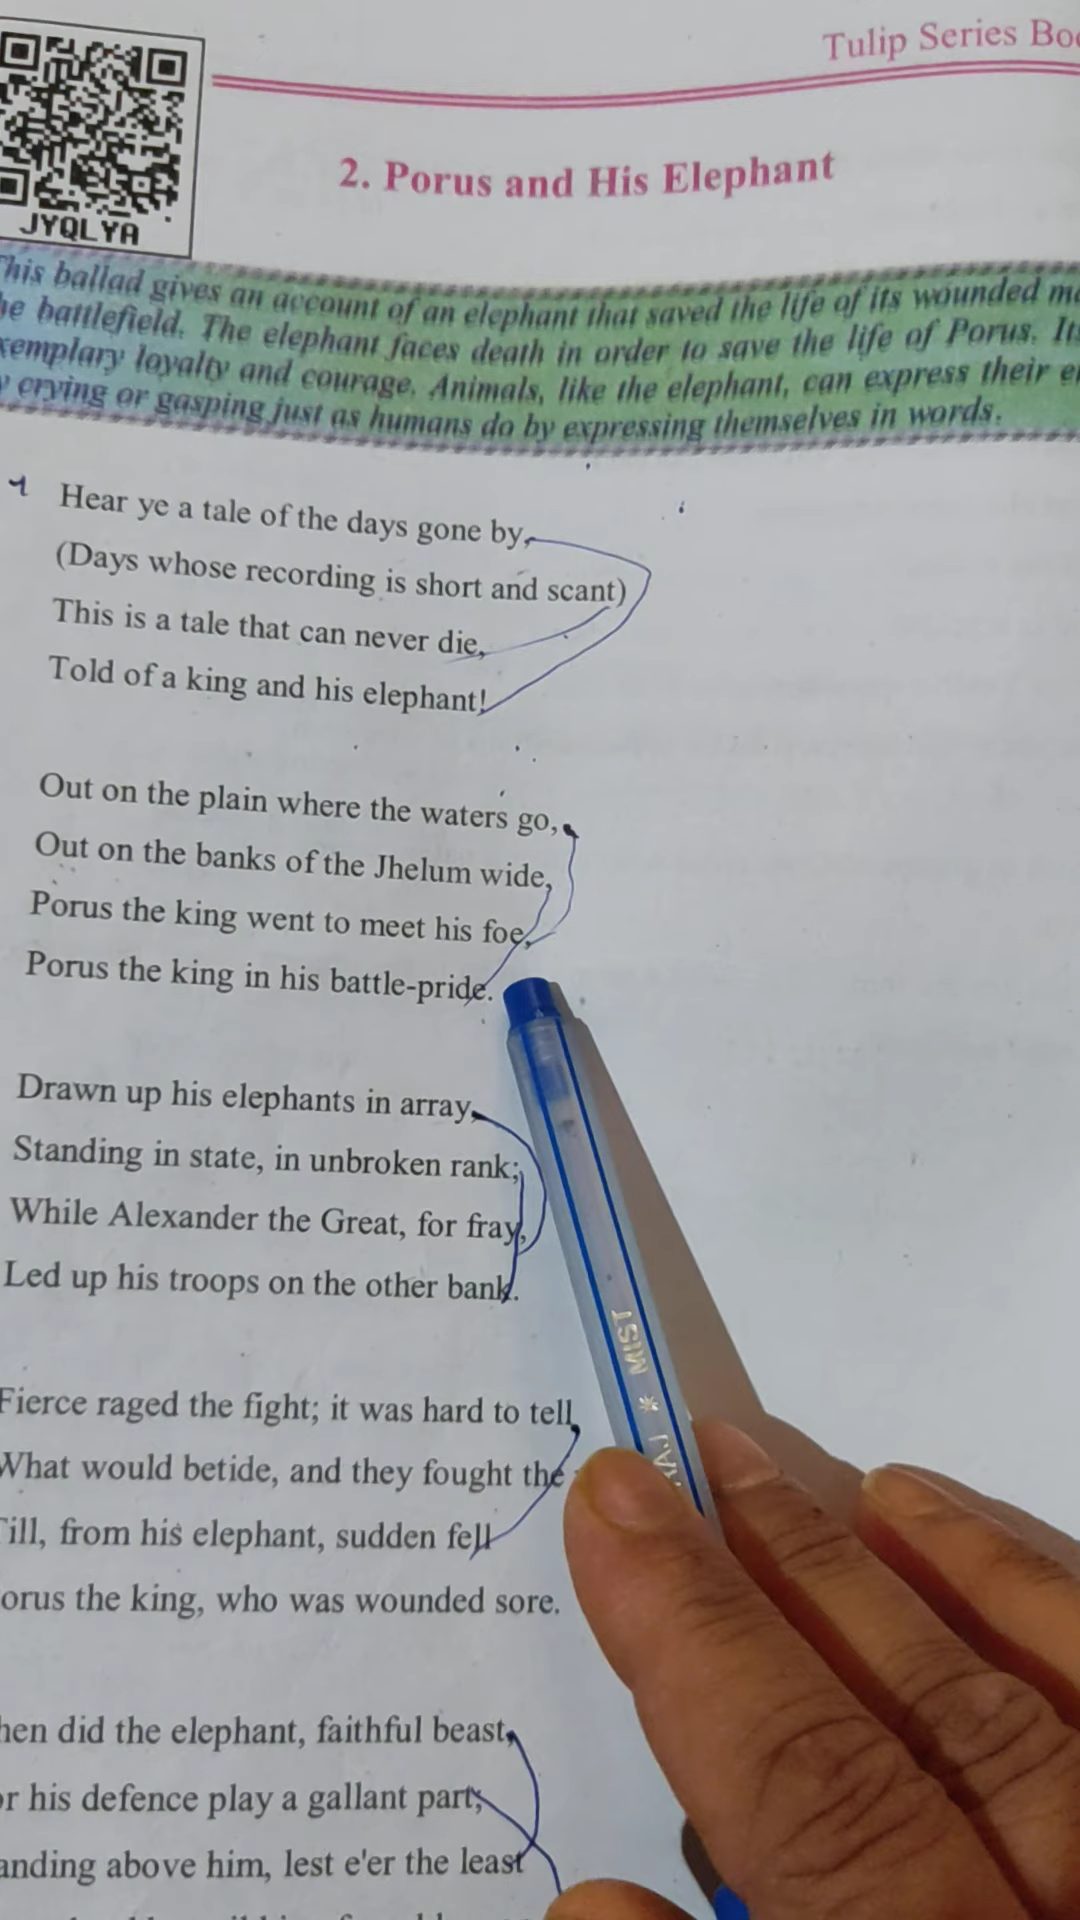 Tulip Series
JYQLYA
2. Porus and His Elephant
This ballad gives an account of an elephant that saved the life of its wounded
battlefield. The elephant faces death in order to save the life of Porus.
loyalty and courage. Animals, like the elephant, can express their
crying or gasping just as humans do by expressing themselves in words.
1 Hear ye a tale of the days gone by,
(Days whose recording is short and scant)
This is a tale that can never die,
Told of a king and his elephant!
Out on the plain where the waters go,
Out on the banks of the Jhelum wide,
Porus the king went to meet his foe,
Porus the king in his battle-pride.
Drawn up his elephants in array,
Standing in state, in unbroken rank;
While Alexander the Great, for fray,
Led up his troops on the other bank.
Fierce raged the fight; it was hard to tell,
What would betide, and they fought the
from his elephant, sudden fell
the king, who was wounded sore.
did the elephant, faithful beast,
his defence play a gallant part;
above him, lest e'er the least
MIST